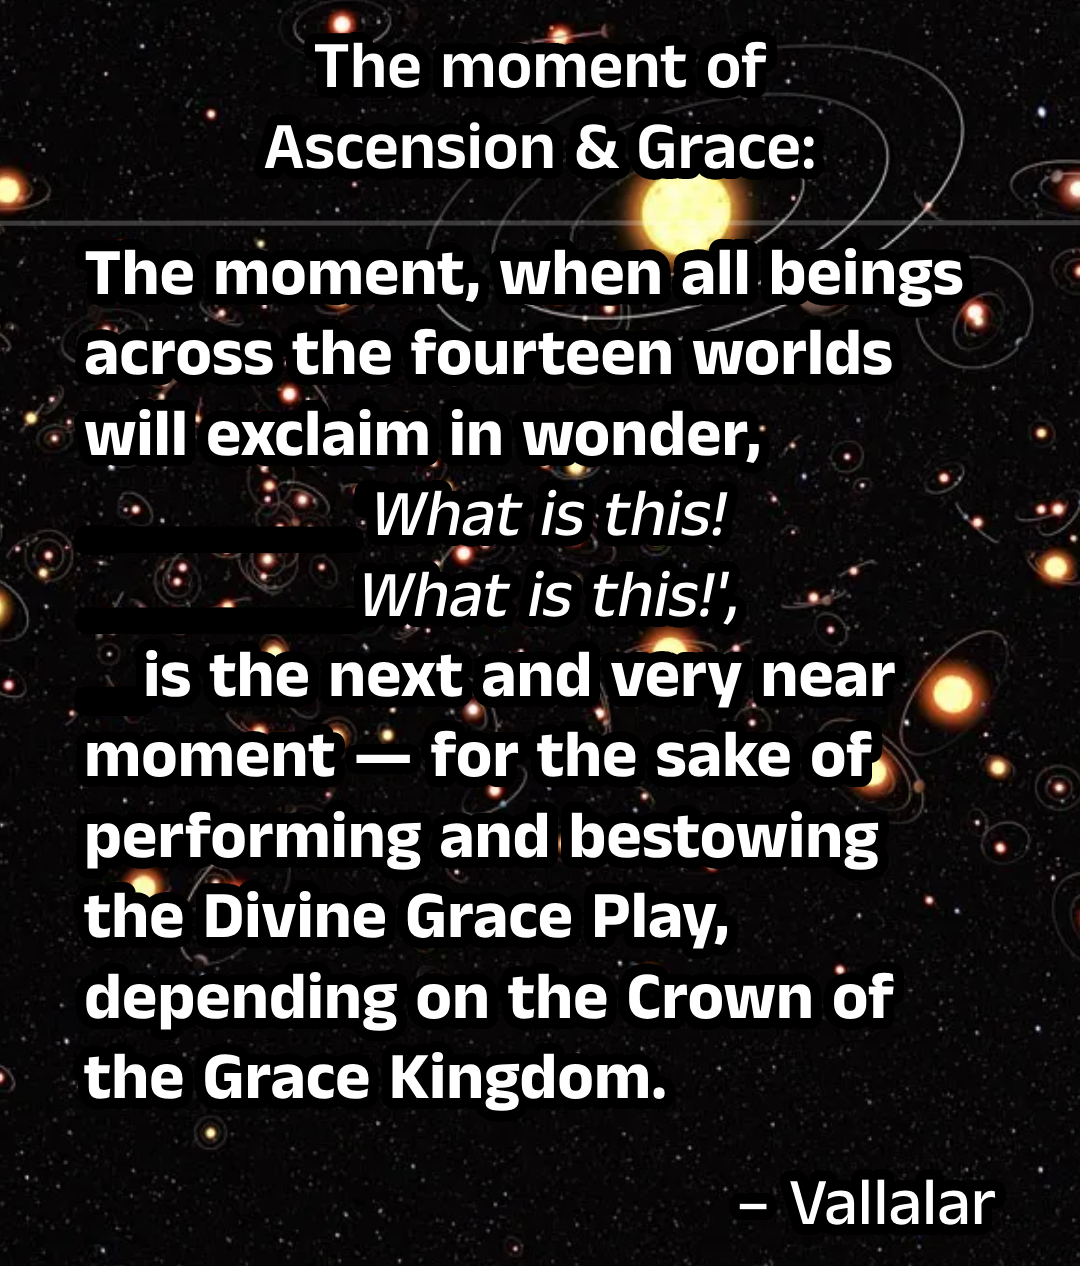 The moment of
Ascension & Grace:
The moment, when all beings
across the fourteen worlds
will exclaim in wonder,
What is this!
What is this!',
is the next and very near
moment — for the sake of
performing and bestowing
the Divine Grace Play,
depending on the Crown of
the Grace Kingdom.
– Vallalar